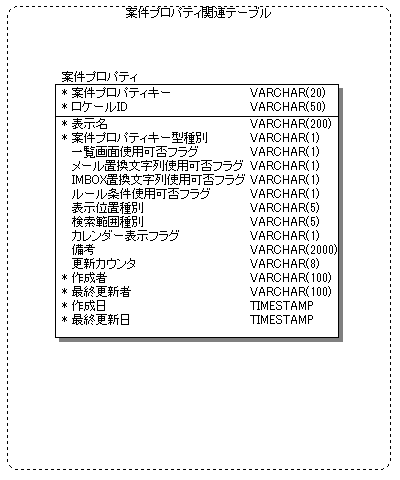 案件プロパティ関連テーブル
案件プロパティ
* 案件プロパティキー VARCHAR(20)
* ロケールID VARCHAR(50)
* 表示名 VARCHAR(200)
* 案件プロパティキー型種別 VARCHAR(1)
一覧画面使用可否フラグ VARCHAR(1)
メール置換文字列使用可否フラグ VARCHAR(1)
IMBOX置換文字列使用可否フラグ VARCHAR(1)
ルール条件使用可否フラグ VARCHAR(1)
表示位置種別 VARCHAR(5)
検索範囲種別 VARCHAR(5)
カレンダー表示フラグ VARCHAR(1)
備考 VARCHAR(2000)
更新カウンタ VARCHAR(8)
* 作成者 VARCHAR(100)
* 最終更新者 VARCHAR(100)
* 作成日 TIMESTAMP
* 最終更新日 TIMESTAMP